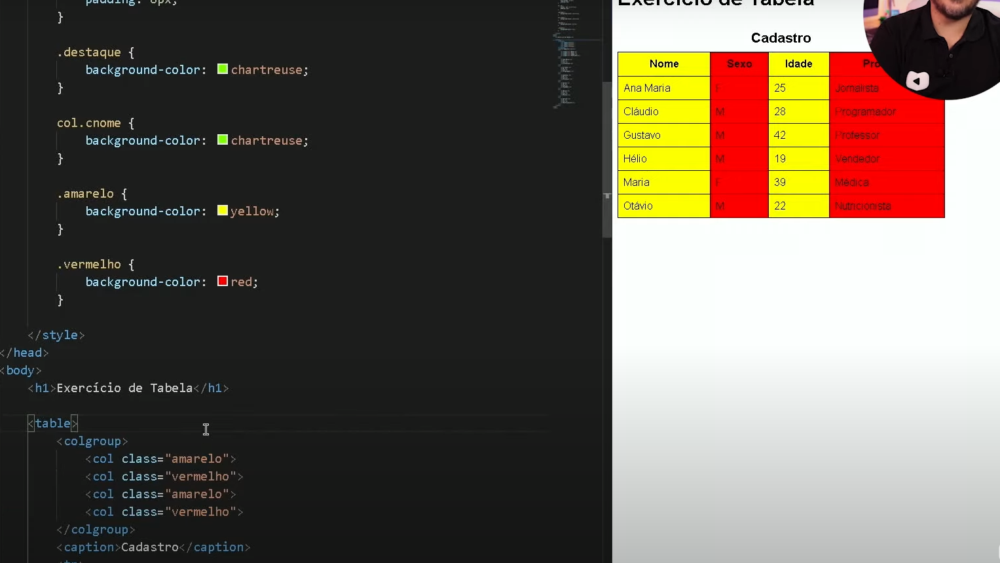 padding: 8px;
}
.destaque {
background-color: chartreuse;
}
col.cnome {
background-color: chartreuse;
}
.amarelo {
background-color: yellow;
}
.vermelho {
background-color: red;
}
</style>
</head>
<body>
<h1>Exercício de Tabela</h1>
<table>
<colgroup>
<col class="amarelo">
<col class="vermelho">
<col class="amarelo">
<col class="vermelho">
</colgroup>
<caption>Cadastro</caption>
<tr>
Exercício de Tabela
Cadastro
Nome Sexo Idade Pro
Ana Maria F 25 Jornalista
Cláudio M 28 Programador
Gustavo M 42 Professor
Hélio M 19 Vendedor
Maria F 39 Médica
Otávio M 22 Nutricionista